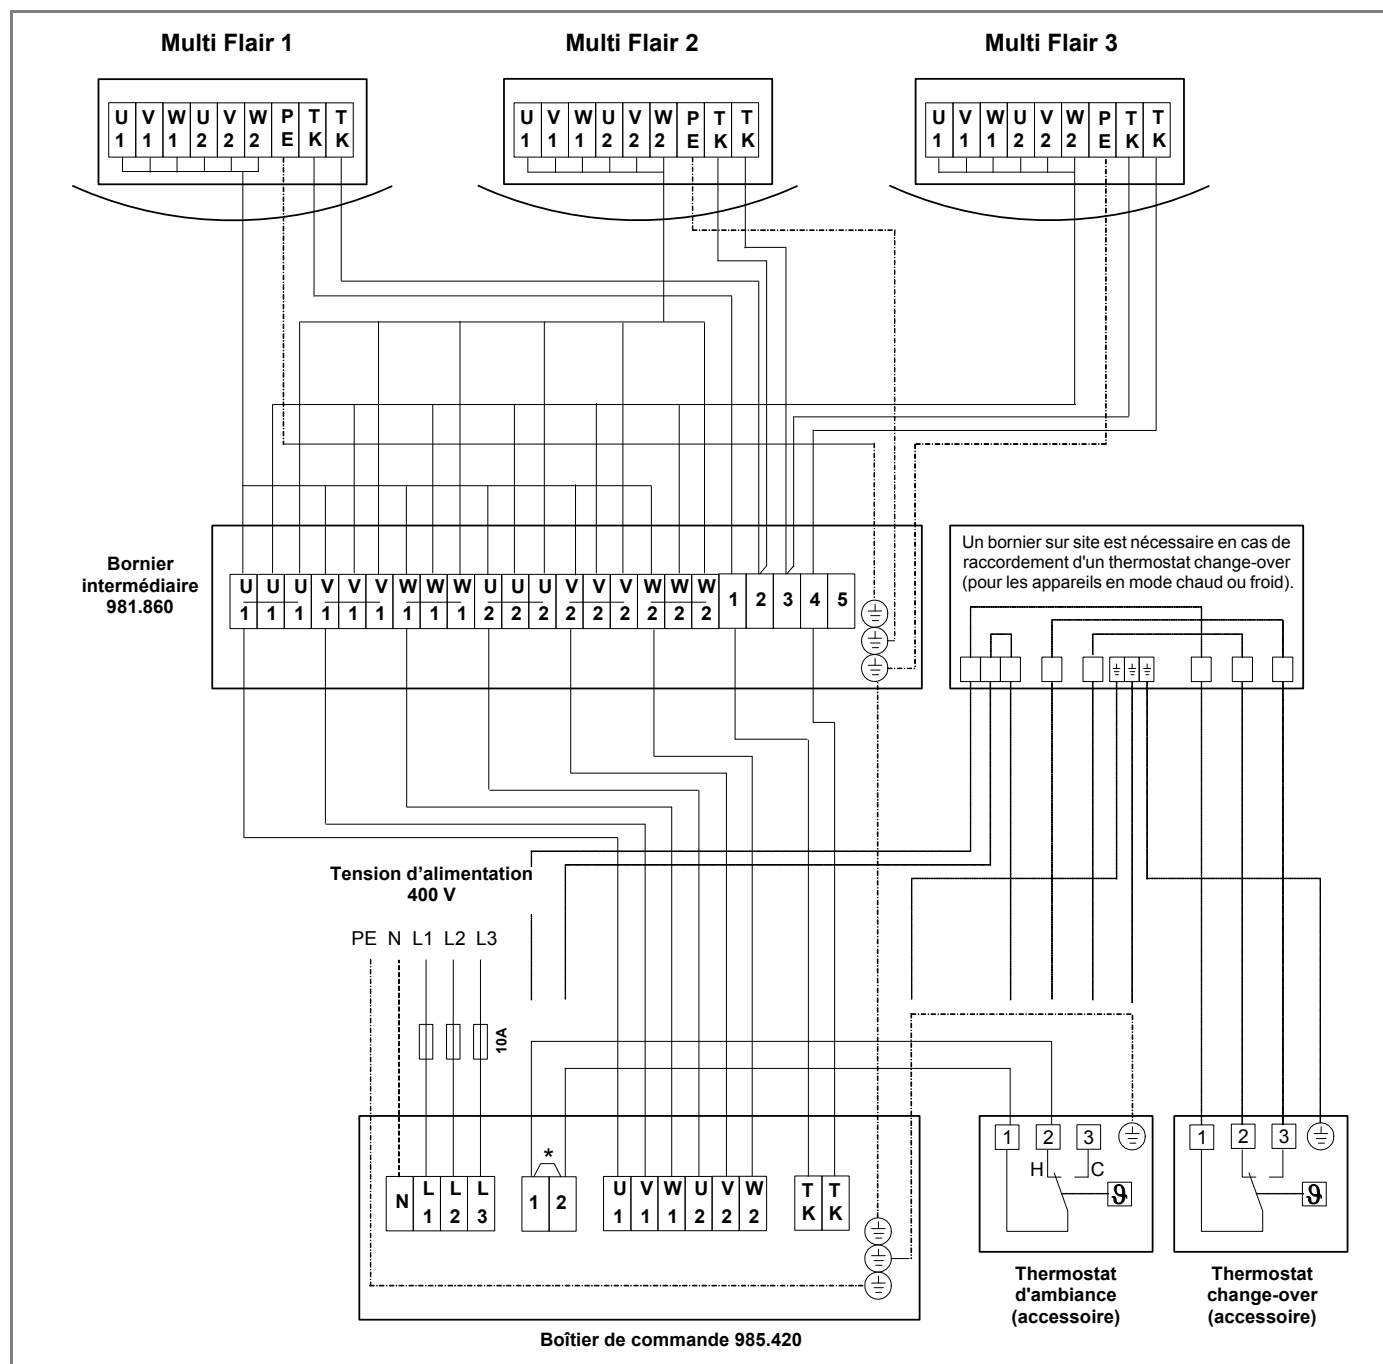 Multi Flair 1
Multi Flair 2
Multi Flair 3
U V W U V W P T T
1 1 1 2 2 2 E K K
U V W U V W P T T
1 1 1 2 2 2 E K K
U V W U V W P T T
1 1 1 2 2 2 E K K
Bornier
intermédiaire
981.860
U U U V V V W W W U U U V V V W W W 1 2 3 4 5
1 1 1 1 1 1 1 1 1 2 2 2 2 2 2 2 2 2
Un bornier sur site est nécessaire en cas de
raccordement d'un thermostat change-over
(pour les appareils en mode chaud ou froid).
Tension d’alimentation
400 V
PE N L1 L2 L3
10A
*
N L L L
1 2 3
1 2
U V W U V W
1 1 1 2 2 2
T T
K K
1 2 3
H C
ϑ
1 2 3
ϑ
Thermostat
d'ambiance
(accessoire)
Thermostat
change-over
(accessoire)
Boîtier de commande 985.420